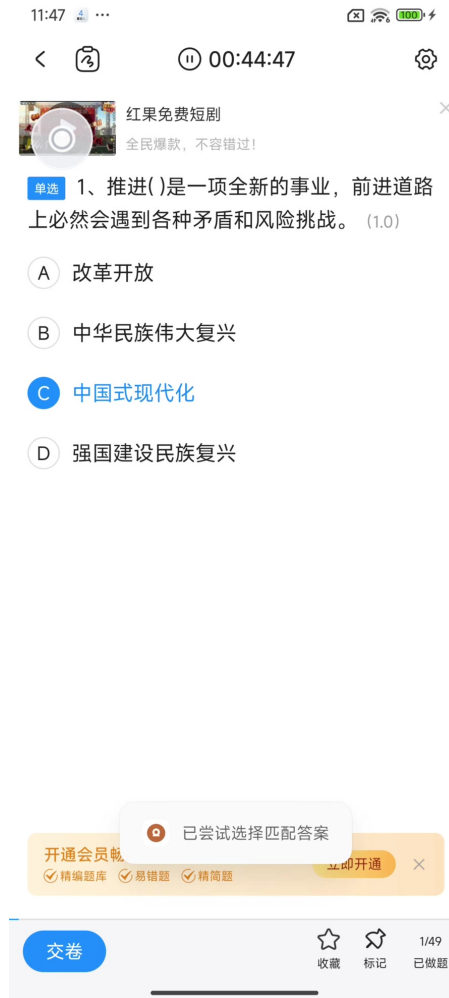 11:47
100
00:44:47
红果免费短剧
全民爆款，不容错过！
单选 1、推进( )是一项全新的事业，前进道路
上必然会遇到各种矛盾和风险挑战。（1.0）
A 改革开放
B 中华民族伟大复兴
C 中国式现代化
D 强国建设民族复兴
已尝试选择匹配答案
开通会员畅
立即开通
精编题库 易错题 精简题
交卷
收藏
标记
1/49
已做题